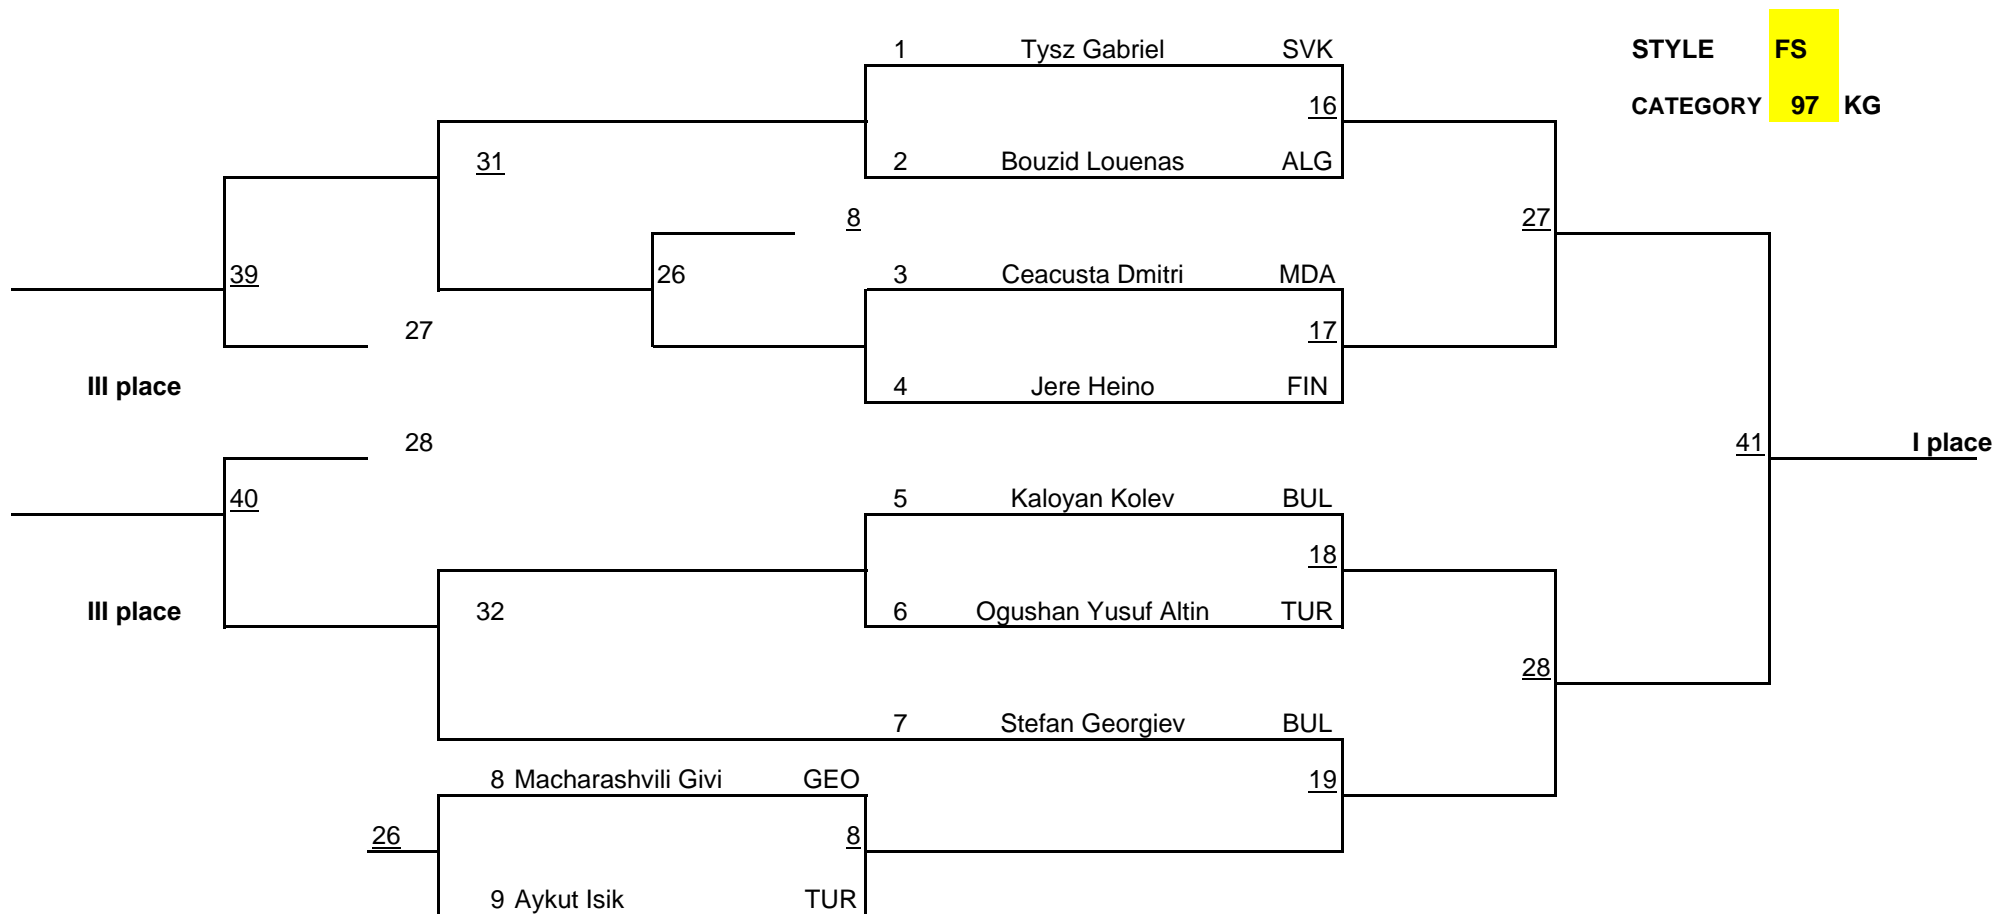 1 Tysz Gabriel SVK STYLE FS
16 CATEGORY 97 KG
31 2 Bouzid Louenas ALG
8 27
39 26 3 Ceacusta Dmitri MDA
27 17
III place 4 Jere Heino FIN
28 41 I place
40 5 Kaloyan Kolev BUL
18
III place 32 6 Ogushan Yusuf Altin TUR
28
7 Stefan Georgiev BUL
8 Macharashvili Givi GEO 19
26 8
9 Aykut Isik TUR